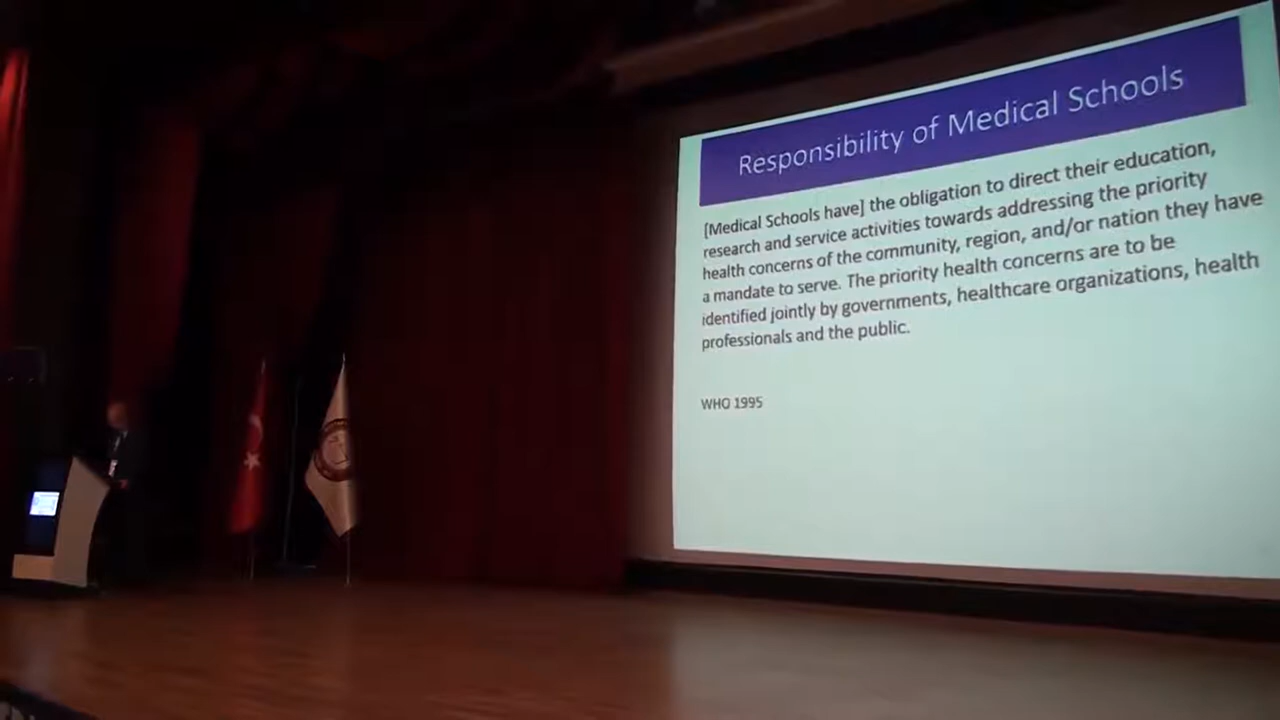 Responsibility of Medical Schools
[Medical Schools have] the obligation to direct their education,
research and service activities towards addressing the priority
health concerns of the community, region, and/or nation they have
a mandate to serve. The priority health concerns are to be
identified jointly by governments, healthcare organizations, health
professionals and the public.
WHO 1995